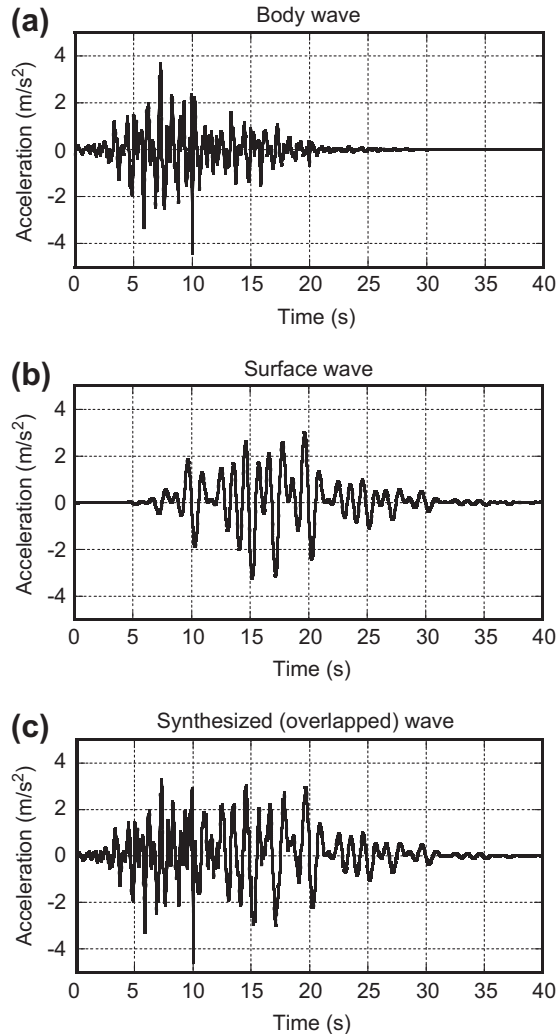 (a)
Body wave
Acceleration (m/s²)
4
2
0
-2
-4
0 5 10 15 20 25 30 35 40
Time (s)
(b)
Surface wave
Acceleration (m/s²)
4
2
0
-2
-4
0 5 10 15 20 25 30 35 40
Time (s)
(c)
Synthesized (overlapped) wave
Acceleration (m/s²)
4
2
0
-2
-4
0 5 10 15 20 25 30 35 40
Time (s)